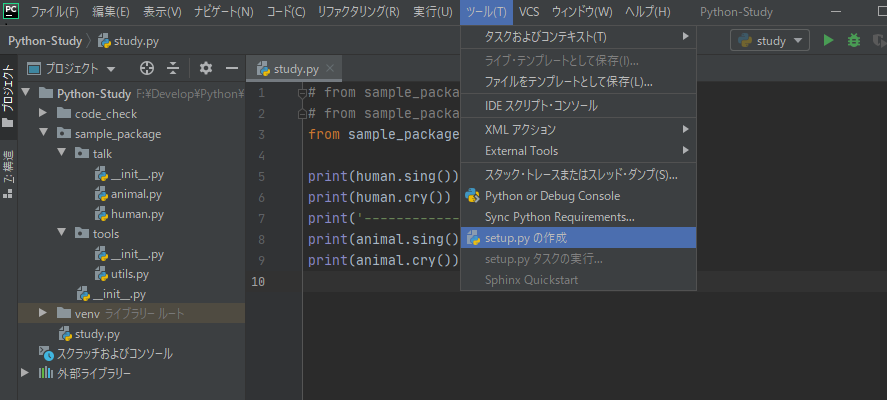 PC ファイル(F) 編集(E) 表示(V) ナビゲート(N) コード(C) リファクタリング(R) 実行(U) ツール(T) VCS ウィンドウ(W) ヘルプ(H) Python-Study
Python-Study study.py study
プロジェクト
study.py
1: プロジェクト
Z: 構造
Python-Study F:¥Develop¥Python¥
code_check
sample_package
talk
__init__.py
animal.py
human.py
tools
__init__.py
utils.py
__init__.py
venv ライブラリー ルート
study.py
スクラッチおよびコンソール
外部ライブラリー
1 # from sample_packa
2 # from sample_packa
3 from sample_package
4
5 print(human.sing())
6 print(human.cry())
7 print('-------------
8 print(animal.sing()
9 print(animal.cry())
10
タスクおよびコンテキスト(T)
ライブ・テンプレートとして保存(I)...
ファイルをテンプレートとして保存(L)...
IDE スクリプト・コンソール
XML アクション
External Tools
スタック・トレースまたはスレッド・ダンプ(S)...
Python or Debug Console
Sync Python Requirements...
setup.py の作成
setup.py タスクの実行...
Sphinx Quickstart